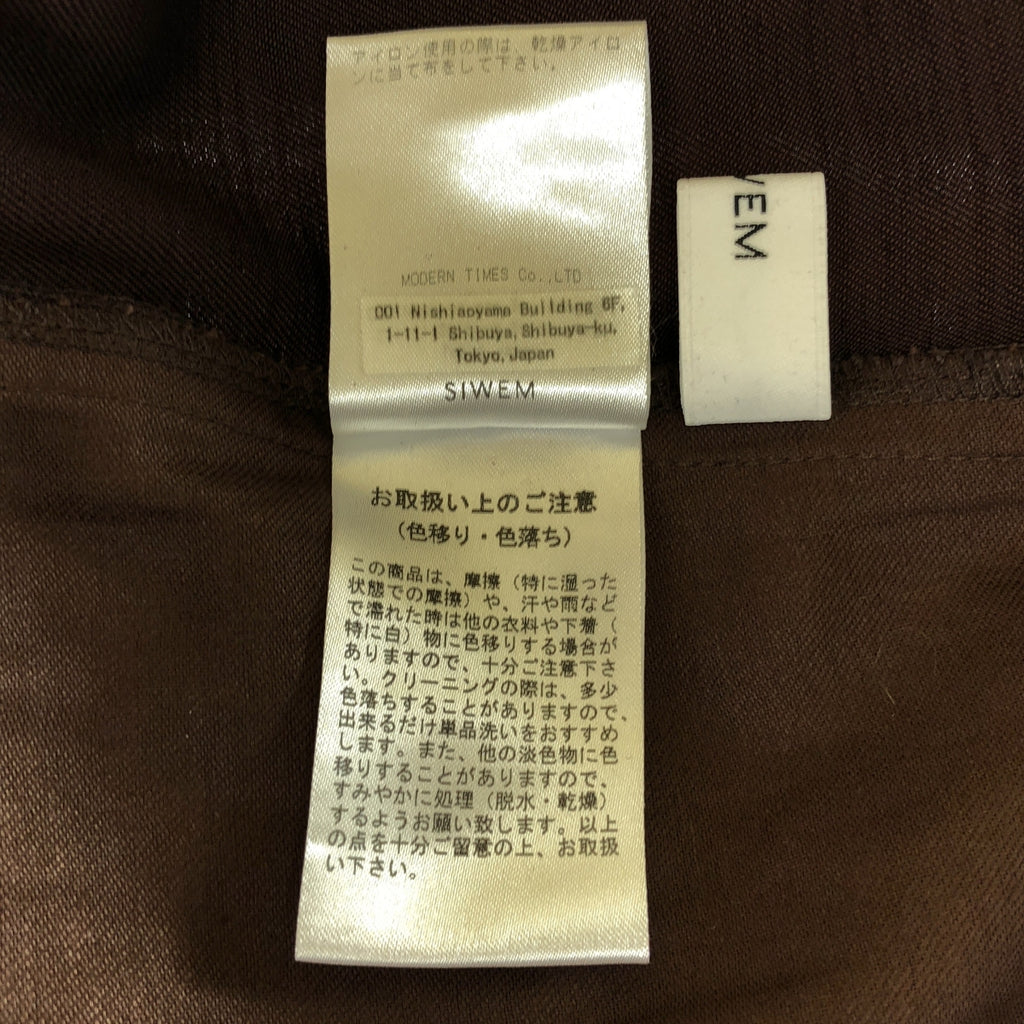 アイロン使用の際は、乾燥アイロ
ンに当て布をして下さい。
MODERN TIMES Co.,LTD
001 Nishiaoyama Building 6F,
1-11-1 Shibuya,Shibuya-ku,
Tokyo,Japan
SIWEM
お取扱い上のご注意
(色移り・色落ち)
この商品は、摩擦(特に湿った
状態での摩擦)や、汗や雨など
で濡れた時は他の衣料や下着(
特に白)物に色移りする場合が
ありますので、十分ご注意下さ
い。クリーニングの際は、多少
色落ちすることがありますので、
出来るだけ単品洗いをおすすめ
します。また、他の淡色物に色
移りすることがありますので、
すみやかに処理(脱水・乾燥)
するようお願い致します。以上
の点を十分ご留意の上、お取扱
い下さい。
WEM